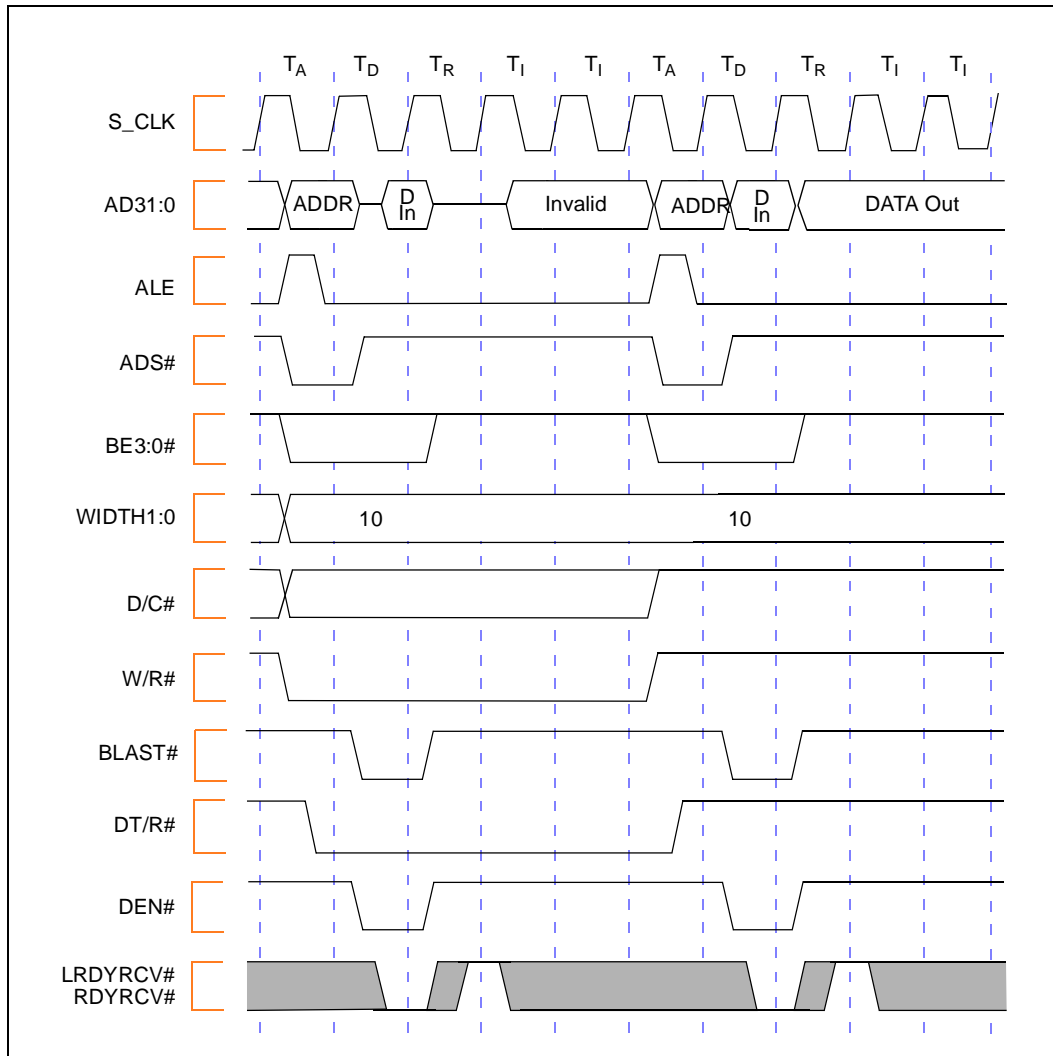 TA TD TR TI TI TA TD TR TI TI
S_CLK
AD31:0 ADDR D In Invalid ADDR D In DATA Out
ALE
ADS#
BE3:0#
WIDTH1:0 10 10
D/C#
W/R#
BLAST#
DT/R#
DEN#
LRDYRCV#
RDYRCV#